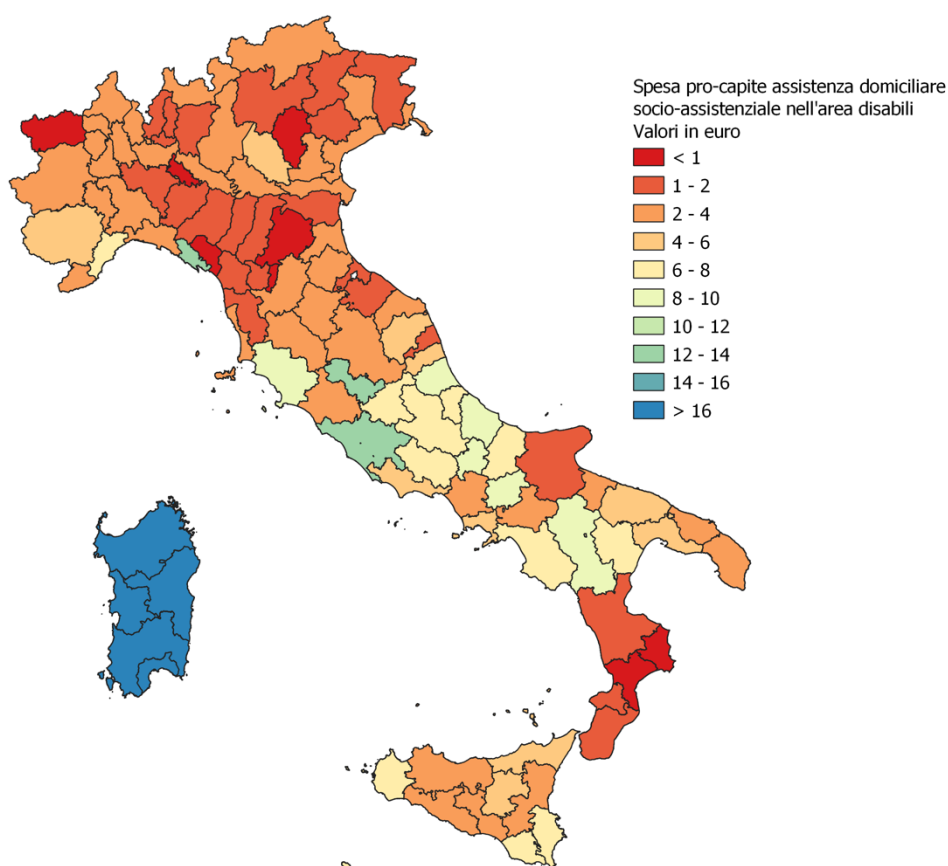 Spesa pro-capite assistenza domiciliare
socio-assistenziale nell'area disabili
Valori in euro
< 1
1 - 2
2 - 4
4 - 6
6 - 8
8 - 10
10 - 12
12 - 14
14 - 16
> 16